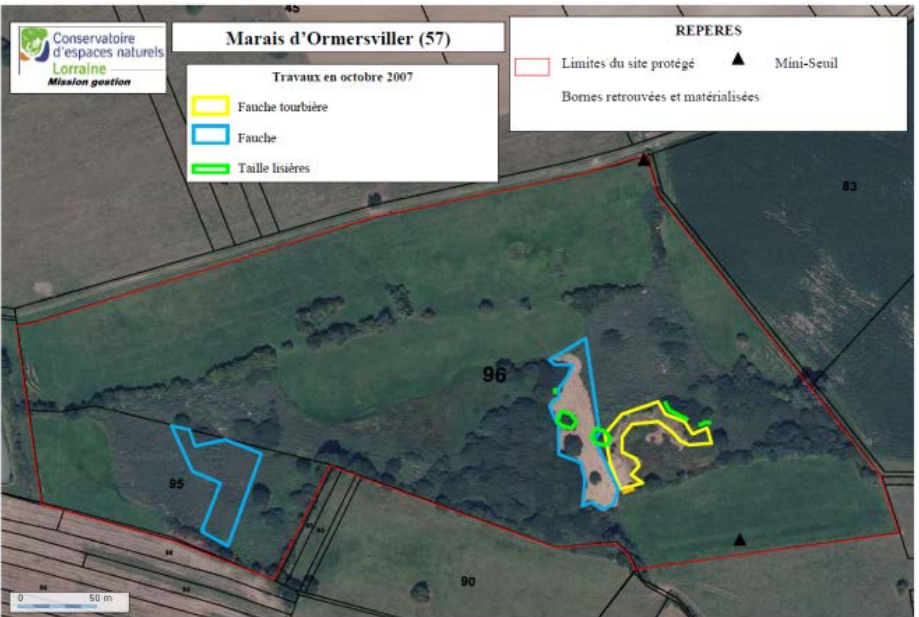 45
Conservatoire
d'espaces naturels
Lorraine
Mission gestion
Marais d'Ormersviller (57)
REPERES
Limites du site protégé
Mini-Seuil
Bornes retrouvées et matérialisées
Travaux en octobre 2007
Fauche tourbière
Fauche
Taille lisières
83
96
95
90
0 50 m